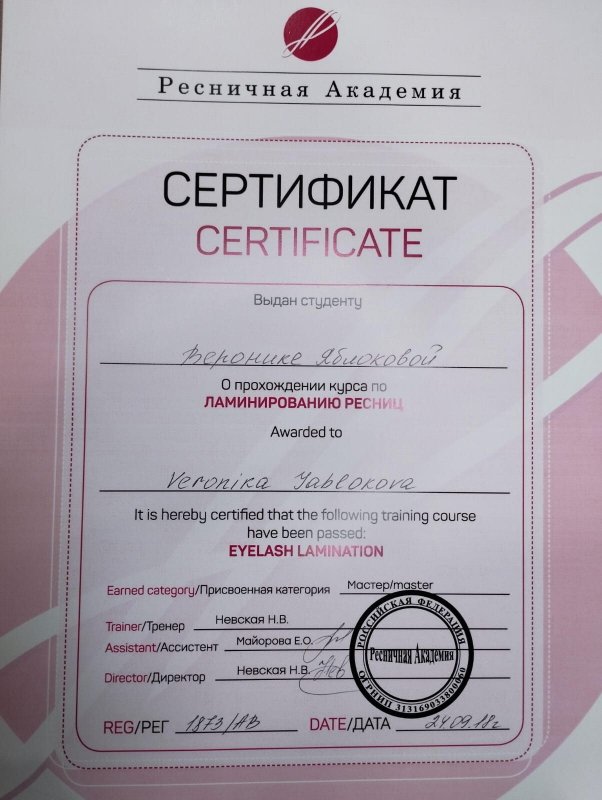 Ресничная Академия
СЕРТИФИКАТ
CERTIFICATE
Выдан студенту
Веронике Яблоковой
О прохождении курса по
ЛАМИНИРОВАНИЮ РЕСНИЦ
Awarded to
Veronika Yablokova
It is hereby certified that the following training course
have been passed:
EYELASH LAMINATION
Earned category/Присвоенная категория Мастер/master
Trainer/Тренер Невская Н.В.
Assistant/Ассистент Майорова Е.О.
Director/Директор Невская Н.В.
РОССИЙСКАЯ ФЕДЕРАЦИЯ
Ресничная Академия
ОГРНИП 313169033800060
REG/РЕГ 1873/АВ DATE/ДАТА 24.09.18г